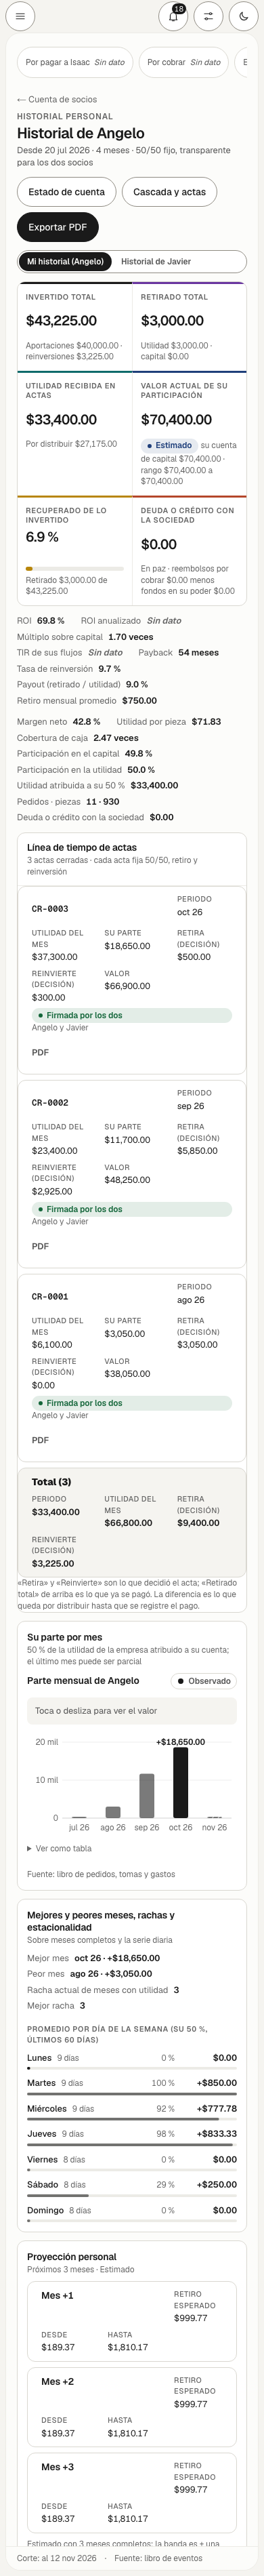 18
Por pagar a Isaac Sin dato
Por cobrar Sin dato
E
← Cuenta de socios
HISTORIAL PERSONAL
Historial de Angelo
Desde 20 jul 2026 · 4 meses · 50/50 fijo, transparente
para los dos socios
Estado de cuenta
Cascada y actas
Exportar PDF
Mi historial (Angelo)
Historial de Javier
INVERTIDO TOTAL
$43,225.00
Aportaciones $40,000.00 ·
reinversiones $3,225.00
RETIRADO TOTAL
$3,000.00
Utilidad $3,000.00 ·
capital $0.00
UTILIDAD RECIBIDA EN
ACTAS
$33,400.00
Por distribuir $27,175.00
VALOR ACTUAL DE SU
PARTICIPACIÓN
$70,400.00
Estimado su cuenta
de capital $70,400.00 ·
rango $70,400.00 a
$70,400.00
RECUPERADO DE LO
INVERTIDO
6.9 %
Retirado $3,000.00 de
$43,225.00
DEUDA O CRÉDITO CON
LA SOCIEDAD
$0.00
En paz · reembolsos por
cobrar $0.00 menos
fondos en su poder $0.00
ROI 69.8 % ROI anualizado Sin dato
Múltiplo sobre capital 1.70 veces
TIR de sus flujos Sin dato Payback 54 meses
Tasa de reinversión 9.7 %
Payout (retirado / utilidad) 9.0 %
Retiro mensual promedio $750.00
Margen neto 42.8 % Utilidad por pieza $71.83
Cobertura de caja 2.47 veces
Participación en el capital 49.8 %
Participación en la utilidad 50.0 %
Utilidad atribuida a su 50 % $33,400.00
Pedidos · piezas 11 · 930
Deuda o crédito con la sociedad $0.00
Línea de tiempo de actas
3 actas cerradas · cada acta fija 50/50, retiro y
reinversión
CR-0003
PERIODO
oct 26
UTILIDAD DEL
MES
$37,300.00
SU PARTE
$18,650.00
RETIRA
(DECISIÓN)
$500.00
REINVIERTE
(DECISIÓN)
$300.00
VALOR
$66,900.00
Firmada por los dos
Angelo y Javier
PDF
CR-0002
PERIODO
sep 26
UTILIDAD DEL
MES
$23,400.00
SU PARTE
$11,700.00
RETIRA
(DECISIÓN)
$5,850.00
REINVIERTE
(DECISIÓN)
$2,925.00
VALOR
$48,250.00
Firmada por los dos
Angelo y Javier
PDF
CR-0001
PERIODO
ago 26
UTILIDAD DEL
MES
$6,100.00
SU PARTE
$3,050.00
RETIRA
(DECISIÓN)
$3,050.00
REINVIERTE
(DECISIÓN)
$0.00
VALOR
$38,050.00
Firmada por los dos
Angelo y Javier
PDF
Total (3)
PERIODO
$33,400.00
UTILIDAD DEL
MES
$66,800.00
RETIRA
(DECISIÓN)
$9,400.00
REINVIERTE
(DECISIÓN)
$3,225.00
«Retira» y «Reinvierte» son lo que decidió el acta; «Retirado
total» de arriba es lo que ya se pagó. La diferencia es lo que
queda por distribuir hasta que se registre el pago.
Su parte por mes
50 % de la utilidad de la empresa atribuido a su cuenta;
el último mes puede ser parcial
Parte mensual de Angelo
Observado
Toca o desliza para ver el valor
+$18,650.00
20 mil
10 mil
0
jul 26 ago 26 sep 26 oct 26 nov 26
▶ Ver como tabla
Fuente: libro de pedidos, tomas y gastos
Mejores y peores meses, rachas y
estacionalidad
Sobre meses completos y la serie diaria
Mejor mes oct 26 · +$18,650.00
Peor mes ago 26 · +$3,050.00
Racha actual de meses con utilidad 3
Mejor racha 3
PROMEDIO POR DÍA DE LA SEMANA (SU 50 %,
ÚLTIMOS 60 DÍAS)
Lunes 9 días 0 % $0.00
Martes 9 días 100 % +$850.00
Miércoles 9 días 92 % +$777.78
Jueves 9 días 98 % +$833.33
Viernes 8 días 0 % $0.00
Sábado 8 días 29 % +$250.00
Domingo 8 días 0 % $0.00
Proyección personal
Próximos 3 meses · Estimado
Mes +1
RETIRO
ESPERADO
$999.77
DESDE
$189.37
HASTA
$1,810.17
Mes +2
RETIRO
ESPERADO
$999.77
DESDE
$189.37
HASTA
$1,810.17
Mes +3
RETIRO
ESPERADO
$999.77
DESDE
$189.37
HASTA
$1,810.17
Estimado con 3 meses completos: la banda es ± una
Corte: al 12 nov 2026 · Fuente: libro de eventos